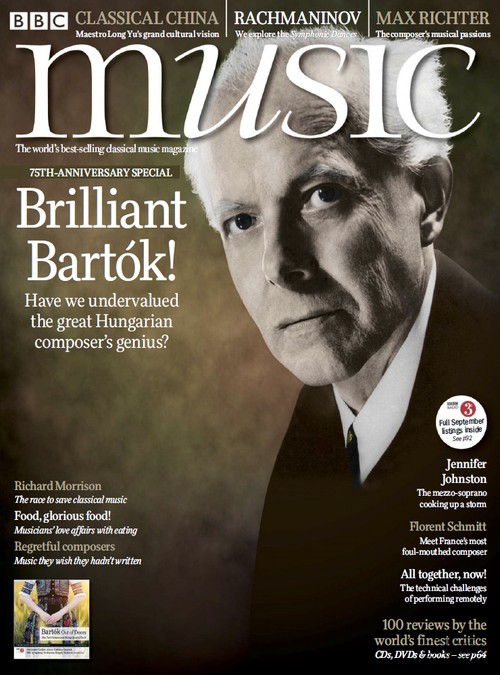 BBC
CLASSICAL CHINA
Maestro Long Yu's grand cultural vision
RACHMANINOV
We explore the Symphonic Dances
MAX RICHTER
The composer's musical passions
music
The world's best-selling classical music magazine
75TH-ANNIVERSARY SPECIAL
Brilliant
Bartók!
Have we undervalued
the great Hungarian
composer's genius?
BBC
RADIO
3
Full September
listings inside
See p92
Jennifer
Johnston
The mezzo-soprano
cooking up a storm
Florent Schmitt
Meet France's most
foul-mouthed composer
All together, now!
The technical challenges
of performing remotely
100 reviews by the
world's finest critics
CDs, DVDs & books – see p64
Richard Morrison
The race to save classical music
Food, glorious food!
Musicians' love affairs with eating
Regretful composers
Music they wish they hadn't written
Bartók Out of Doors